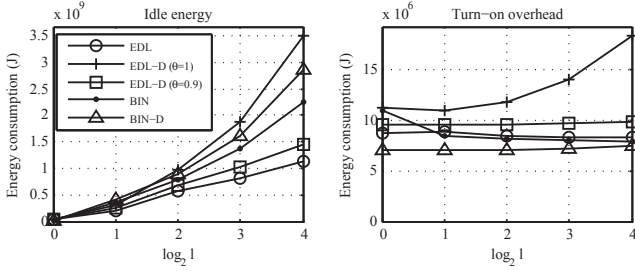 x 10^9 Idle energy
Energy consumption (J)
3.5
3
2.5
2
1.5
1
0.5
0
EDL
EDL−D (θ=1)
EDL−D (θ=0.9)
BIN
BIN−D
0 1 2 3 4
log_2 l
x 10^6 Turn−on overhead
Energy consumption (J)
15
10
5
0
0 1 2 3 4
log_2 l